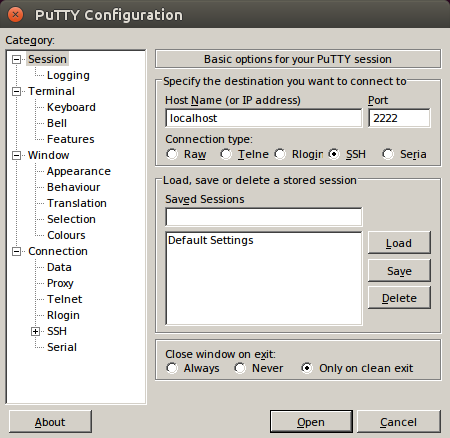 PuTTY Configuration
Category:
Session
Logging
Terminal
Keyboard
Bell
Features
Window
Appearance
Behaviour
Translation
Selection
Colours
Connection
Data
Proxy
Telnet
Rlogin
SSH
Serial
Basic options for your PuTTY session
Specify the destination you want to connect to
Host Name (or IP address) Port
localhost 2222
Connection type:
Raw Telne Rlogin SSH Seria
Load, save or delete a stored session
Saved Sessions
Default Settings
Load
Save
Delete
Close window on exit:
Always Never Only on clean exit
About Open Cancel